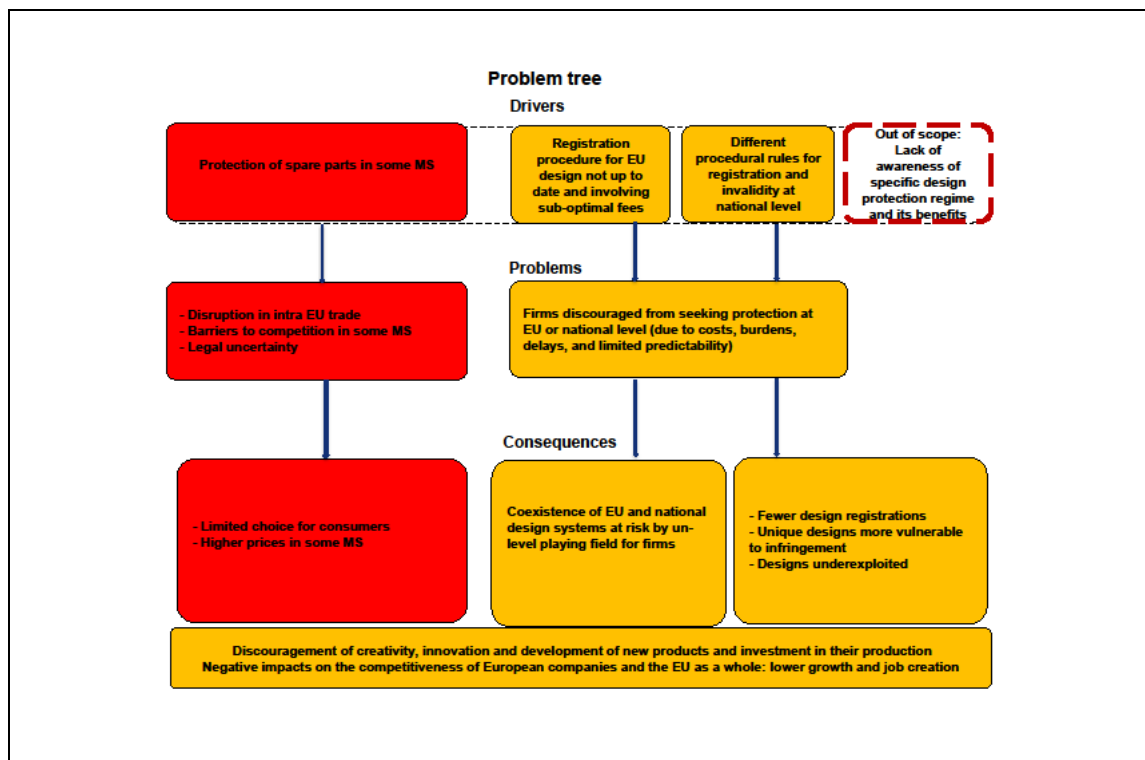 Problem tree
Drivers
Protection of spare parts in some MS
Registration
procedure for EU
design not up to
date and involving
sub-optimal fees
Different
procedural rules for
registration and
invalidity at
national level
Out of scope:
Lack of
awareness of
specific design
protection regime
and its benefits
Problems
- Disruption in intra EU trade
- Barriers to competition in some MS
- Legal uncertainty
Firms discouraged from seeking protection at
EU or national level (due to costs, burdens,
delays, and limited predictability)
Consequences
- Limited choice for consumers
- Higher prices in some MS
Coexistence of EU and national
design systems at risk by un-
level playing field for firms
- Fewer design registrations
- Unique designs more vulnerable
to infringement
- Designs underexploited
Discouragement of creativity, innovation and development of new products and investment in their production
Negative impacts on the competitiveness of European companies and the EU as a whole: lower growth and job creation